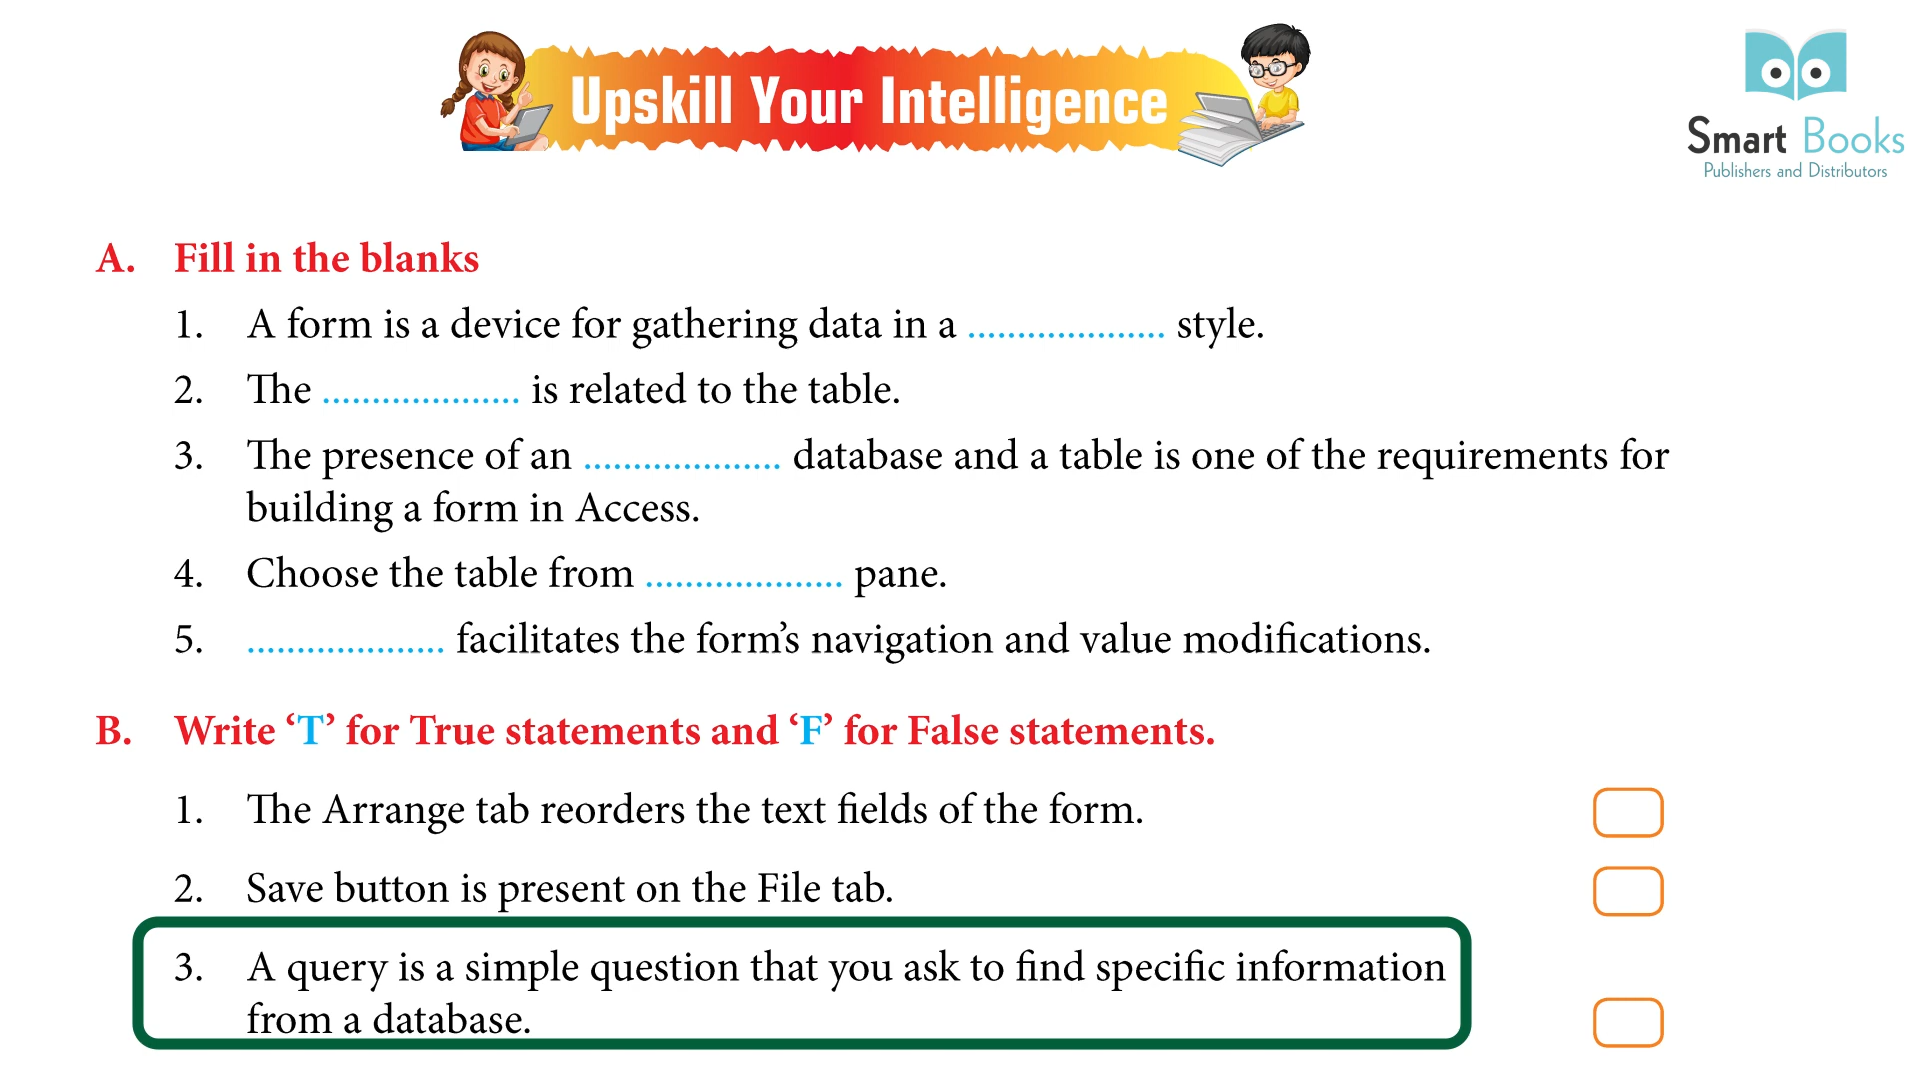 Upskill Your Intelligence
Smart Books
Publishers and Distributors
A. Fill in the blanks
1. A form is a device for gathering data in a .................... style.
2. The .................... is related to the table.
3. The presence of an .................... database and a table is one of the requirements for
building a form in Access.
4. Choose the table from .................... pane.
5. .................... facilitates the form’s navigation and value modifications.
B. Write ‘T’ for True statements and ‘F’ for False statements.
1. The Arrange tab reorders the text fields of the form.
2. Save button is present on the File tab.
3. A query is a simple question that you ask to find specific information
from a database.